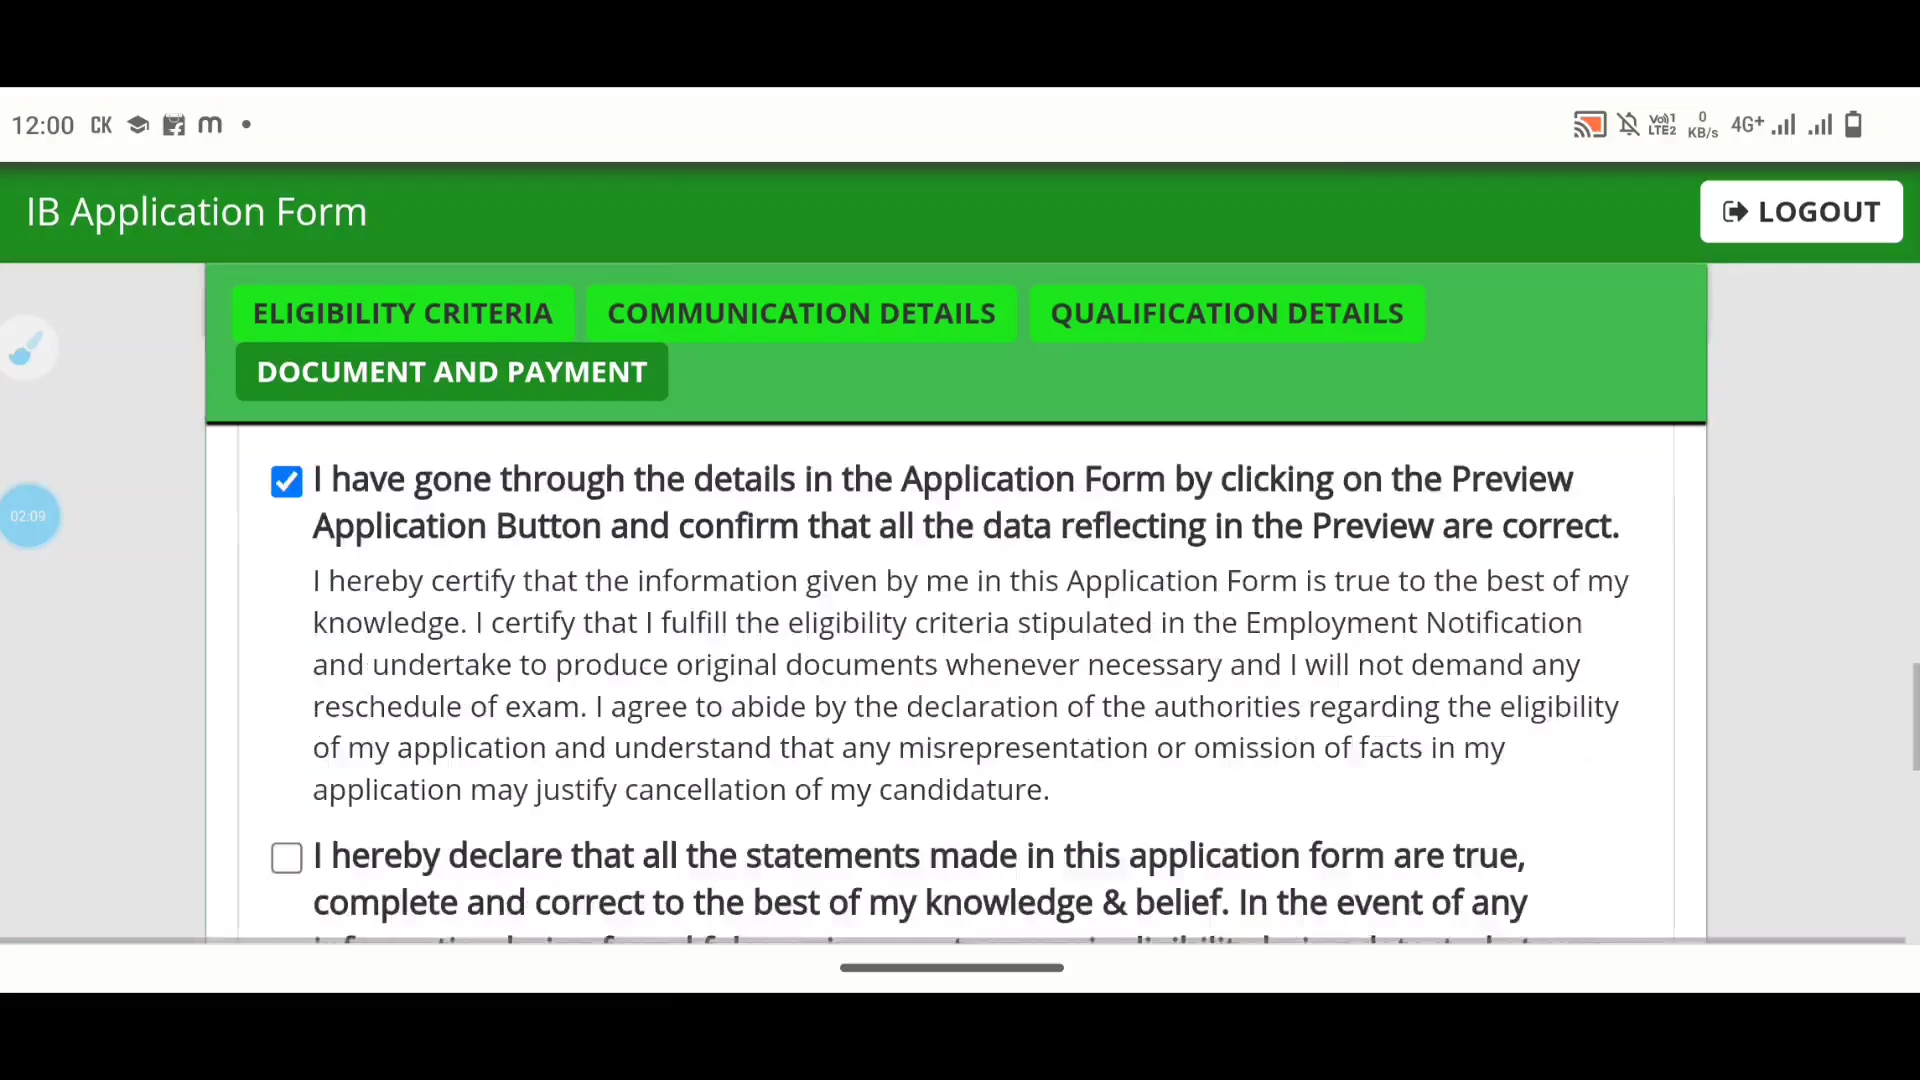 12:00 CK m
Vo)) 1 LTE2 0 KB/s 4G+
IB Application Form
LOGOUT
ELIGIBILITY CRITERIA COMMUNICATION DETAILS QUALIFICATION DETAILS
DOCUMENT AND PAYMENT
I have gone through the details in the Application Form by clicking on the Preview
02:09
Application Button and confirm that all the data reflecting in the Preview are correct.
I hereby certify that the information given by me in this Application Form is true to the best of my
knowledge. I certify that I fulfill the eligibility criteria stipulated in the Employment Notification
and undertake to produce original documents whenever necessary and I will not demand any
reschedule of exam. I agree to abide by the declaration of the authorities regarding the eligibility
of my application and understand that any misrepresentation or omission of facts in my
application may justify cancellation of my candidature.
I hereby declare that all the statements made in this application form are true,
complete and correct to the best of my knowledge & belief. In the event of any